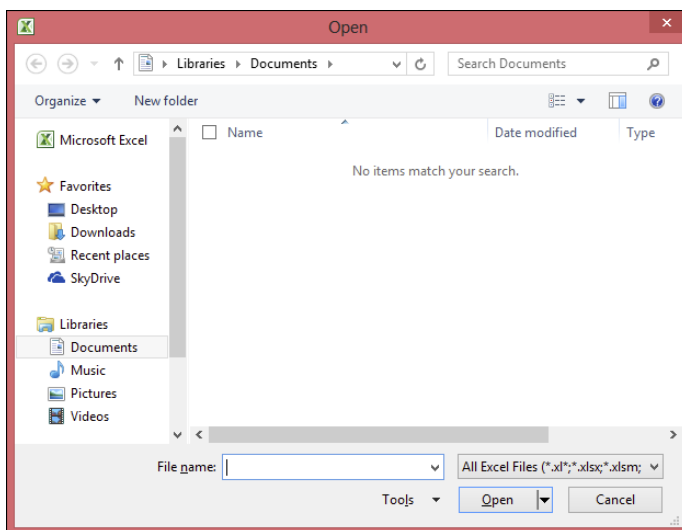 Open
Libraries Documents Search Documents
Organize New folder
Microsoft Excel Name Date modified Type
No items match your search.
Favorites
Desktop
Downloads
Recent places
SkyDrive
Libraries
Documents
Music
Pictures
Videos
File name: All Excel Files (*.xl*;*.xlsx;*.xlsm;
Tools Open Cancel